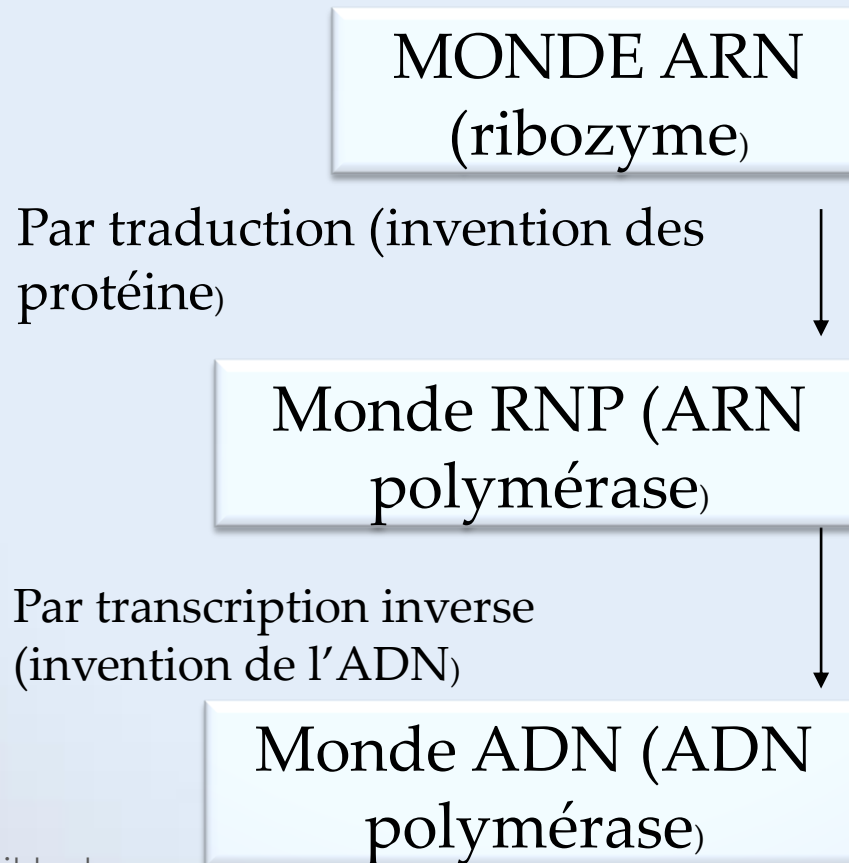 MONDE ARN
(ribozyme)
Par traduction (invention des
protéine)
Monde RNP (ARN
polymérase)
Par transcription inverse
(invention de l’ADN)
Monde ADN (ADN
polymérase)